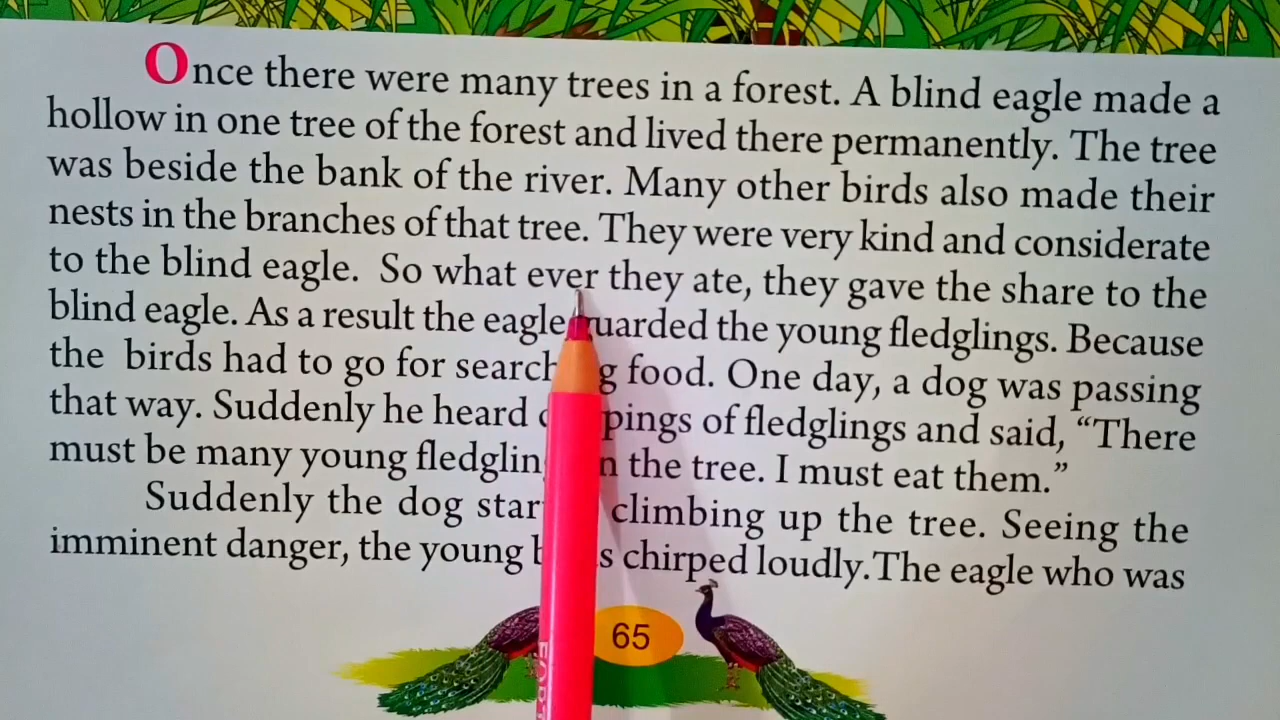 Once there were many trees in a forest. A blind eagle made a
hollow in one tree of the forest and lived there permanently. The tree
was beside the bank of the river. Many other birds also made their
nests in the branches of that tree. They were very kind and considerate
to the blind eagle. So what ever they ate, they gave the share to the
blind eagle. As a result the eagle guarded the young fledglings. Because
the birds had to go for searching food. One day, a dog was passing
that way. Suddenly he heard pings of fledglings and said, “There
must be many young fledglin n the tree. I must eat them.”
Suddenly the dog star climbing up the tree. Seeing the
imminent danger, the young b s chirped loudly.The eagle who was
65